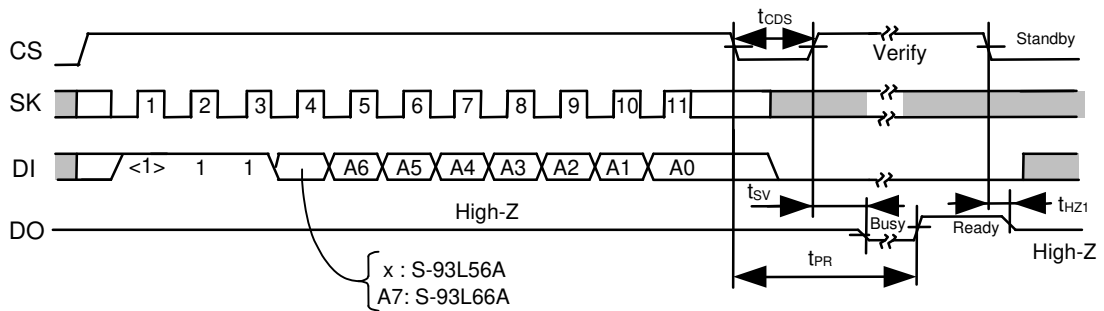 CS
tCDS
Verify
Standby
SK
1 2 3 4 5 6 7 8 9 10 11
DI
<1> 1 1 A6 A5 A4 A3 A2 A1 A0
tSV
tHZ1
DO
High-Z
Busy
Ready
High-Z
tPR
x : S-93L56A
A7: S-93L66A